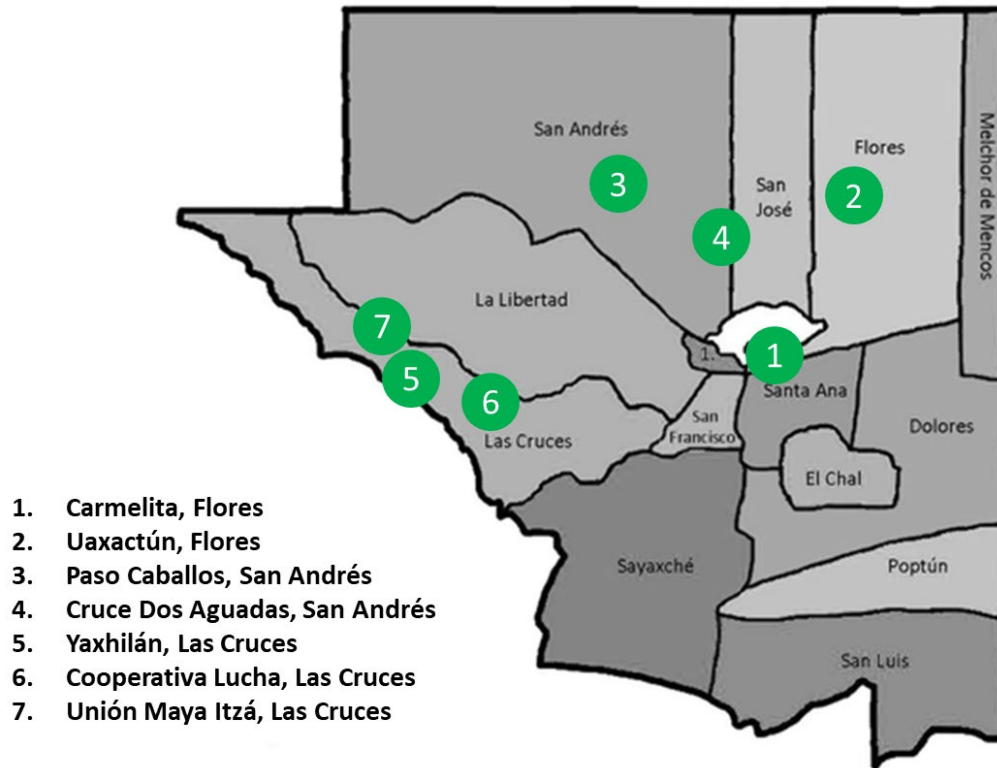 San Andrés
San
José
Flores
Melchor de Mencos
3
2
4
La Libertad
7
5
6
1.
1
Santa Ana
San
Francisco
Las Cruces
Dolores
El Chal
Sayaxché
Poptún
San Luis
1. Carmelita, Flores
2. Uaxactún, Flores
3. Paso Caballos, San Andrés
4. Cruce Dos Aguadas, San Andrés
5. Yaxhilán, Las Cruces
6. Cooperativa Lucha, Las Cruces
7. Unión Maya Itzá, Las Cruces